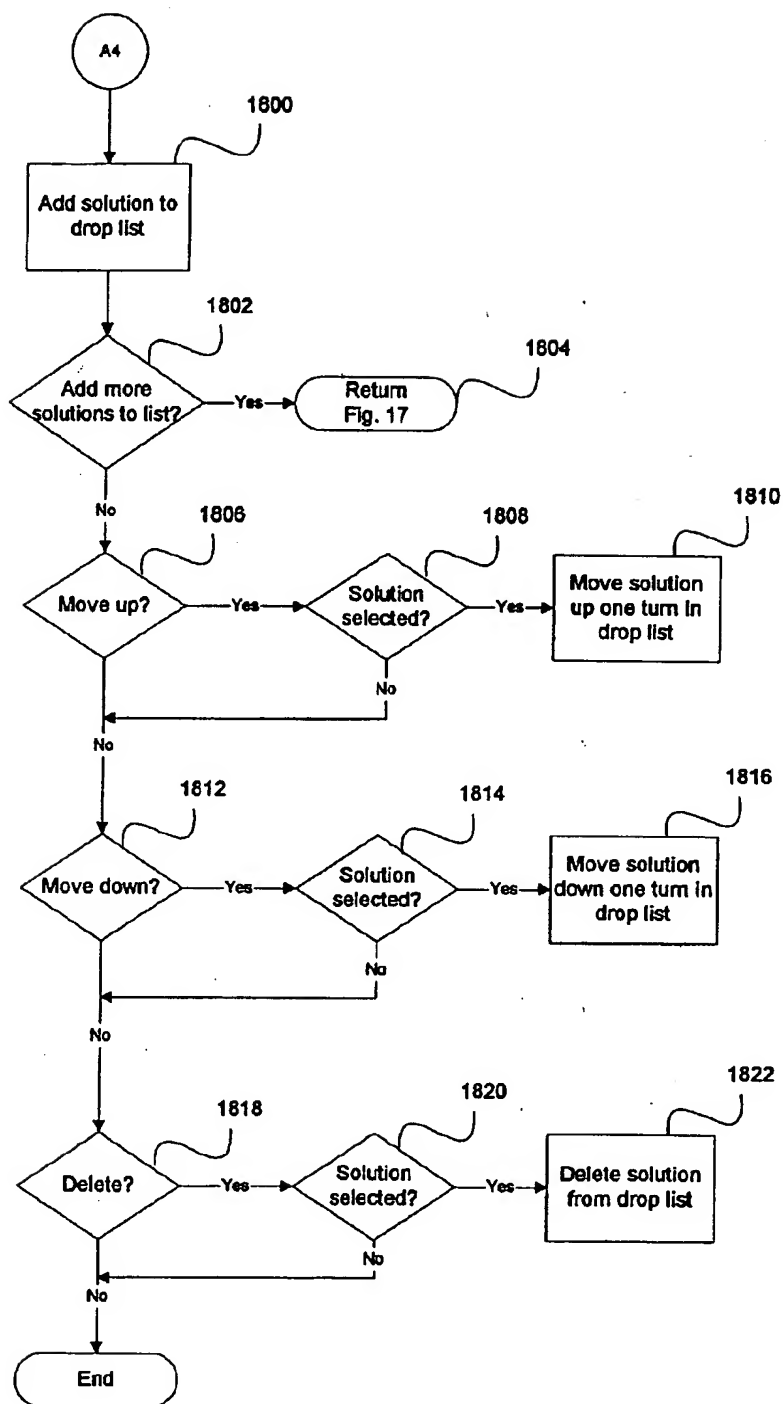 A4
1800
Add solution to
drop list
1802
Add more
solutions to list?
Yes
Return
Fig. 17
1804
No
1806
Move up?
Yes
1808
Solution
selected?
Yes
1810
Move solution
up one turn in
drop list
No
No
1812
Move down?
Yes
1814
Solution
selected?
Yes
1816
Move solution
down one turn in
drop list
No
No
1818
Delete?
Yes
1820
Solution
selected?
Yes
1822
Delete solution
from drop list
No
No
End